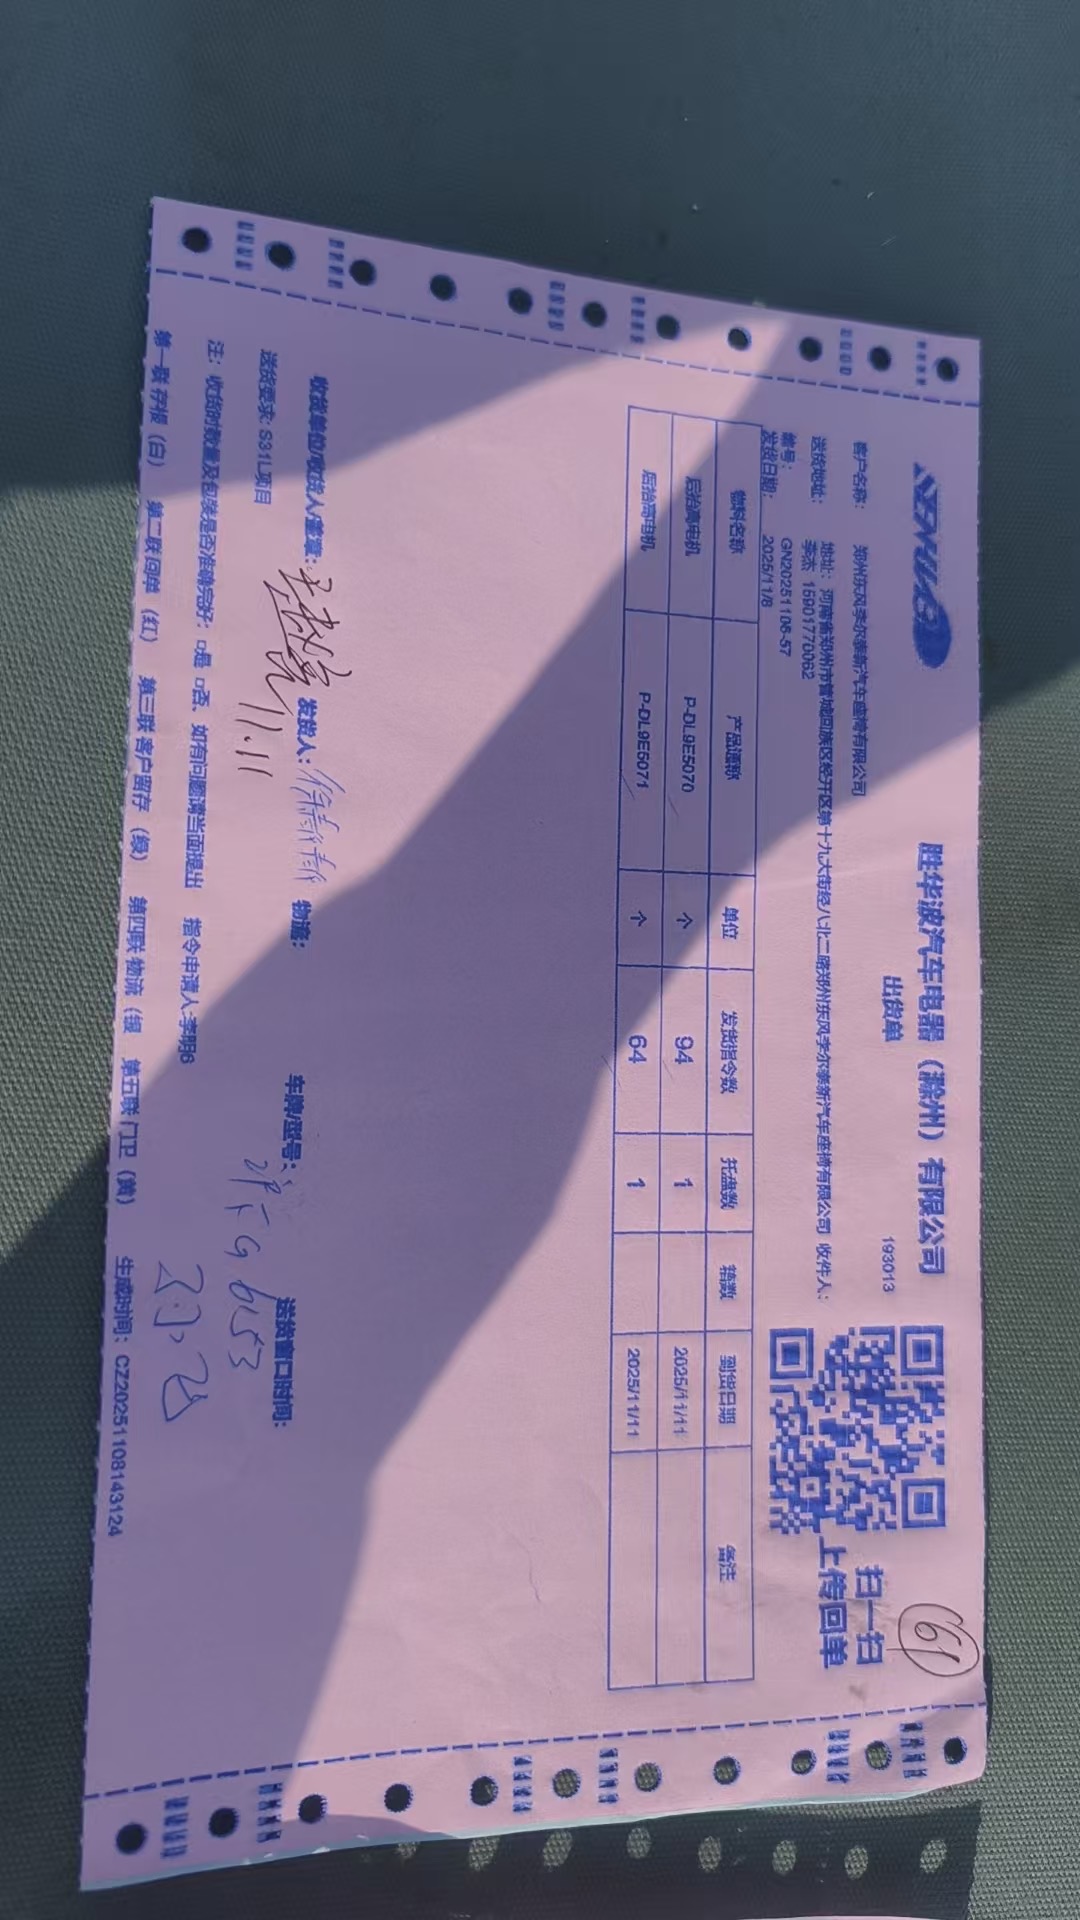 胜华波汽车电器（滁州）有限公司
出货单
193013
61
扫一扫
上传回单
客户名称： 郑州东风李尔泰新汽车座椅有限公司
送货地址： 地址：河南省郑州市管城回族区经开区第十九大街经八北二路郑州东风李尔泰新汽车座椅有限公司 收件人：
李杰 15901770062
编号： GN20251108-57
发货日期： 2025/11/8
物料名称 产品通称 单位 发货指令数 托盘数 箱数 到货日期 备注
后抬高电机 P-DL9E5070 个 94 1 2025/11/11
后抬高电机 P-DL9E5071 个 64 1 2025/11/11
收货单位/收货人/盖章： 发货人： 物流： 车牌/型号： 送货窗口时间：
11.11
送货要求: S31L项目
注：收货时数量及包装是否准确完好：□是 □否、如有问题请当面提出 指令申请人:李明6
第一联 存根（白） 第二联 回单（红） 第三联 客户留存（绿） 第四联 物流（银 第五联 门卫（黄） 生成时间：CZ20251108143124